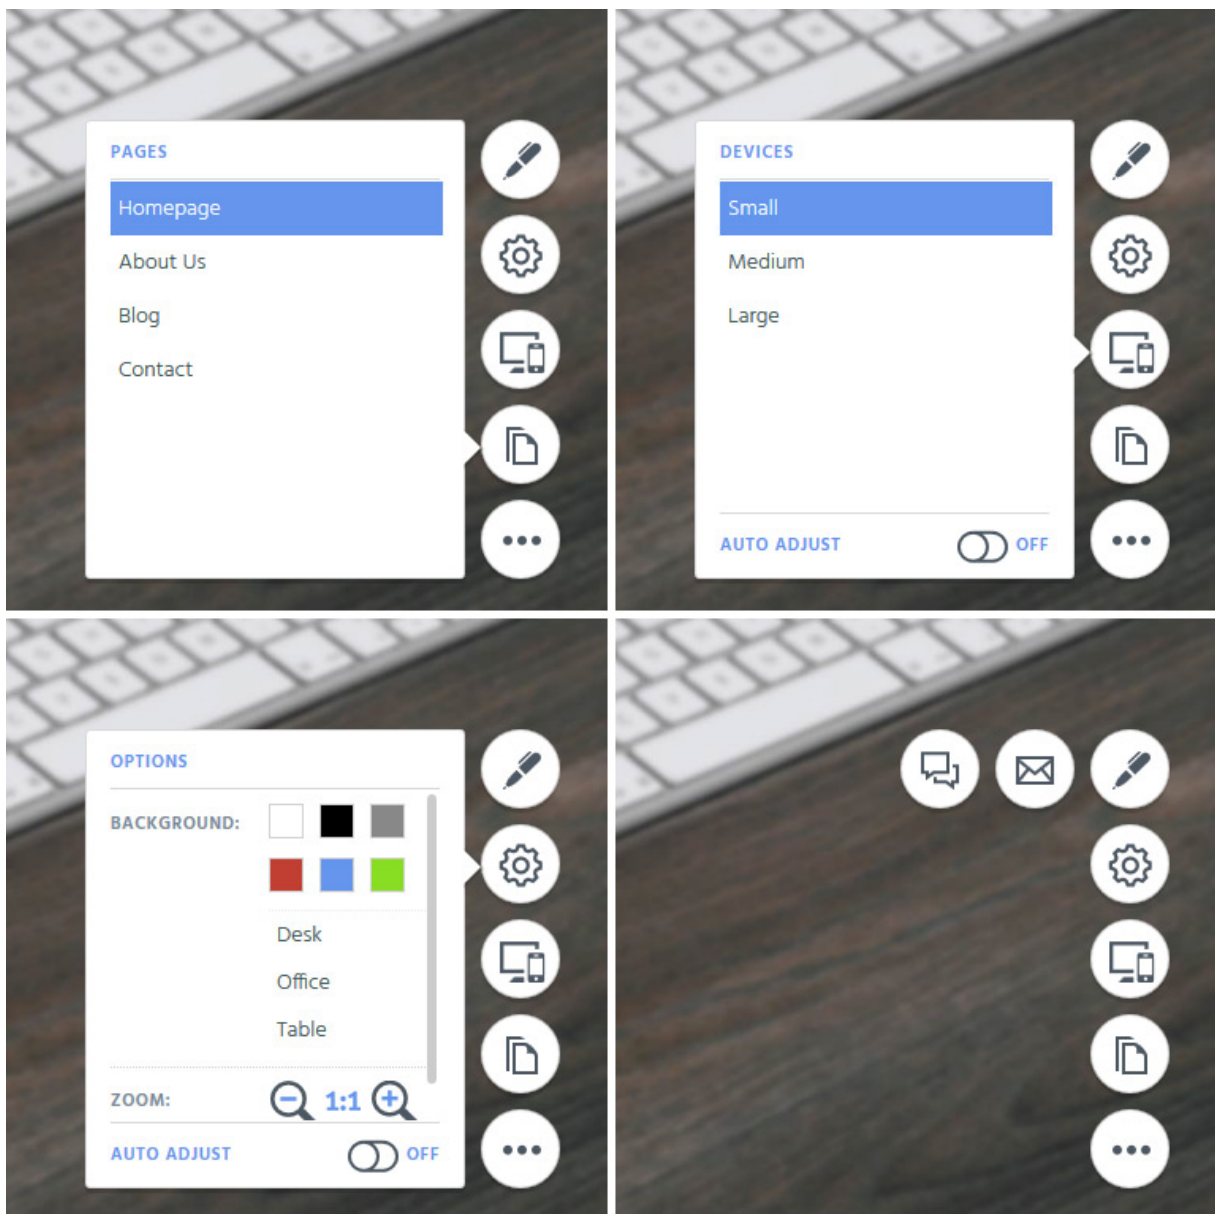 PAGES
Homepage
About Us
Blog
Contact
DEVICES
Small
Medium
Large
AUTO ADJUST OFF
OPTIONS
BACKGROUND:
Desk
Office
Table
ZOOM: 1:1
AUTO ADJUST OFF